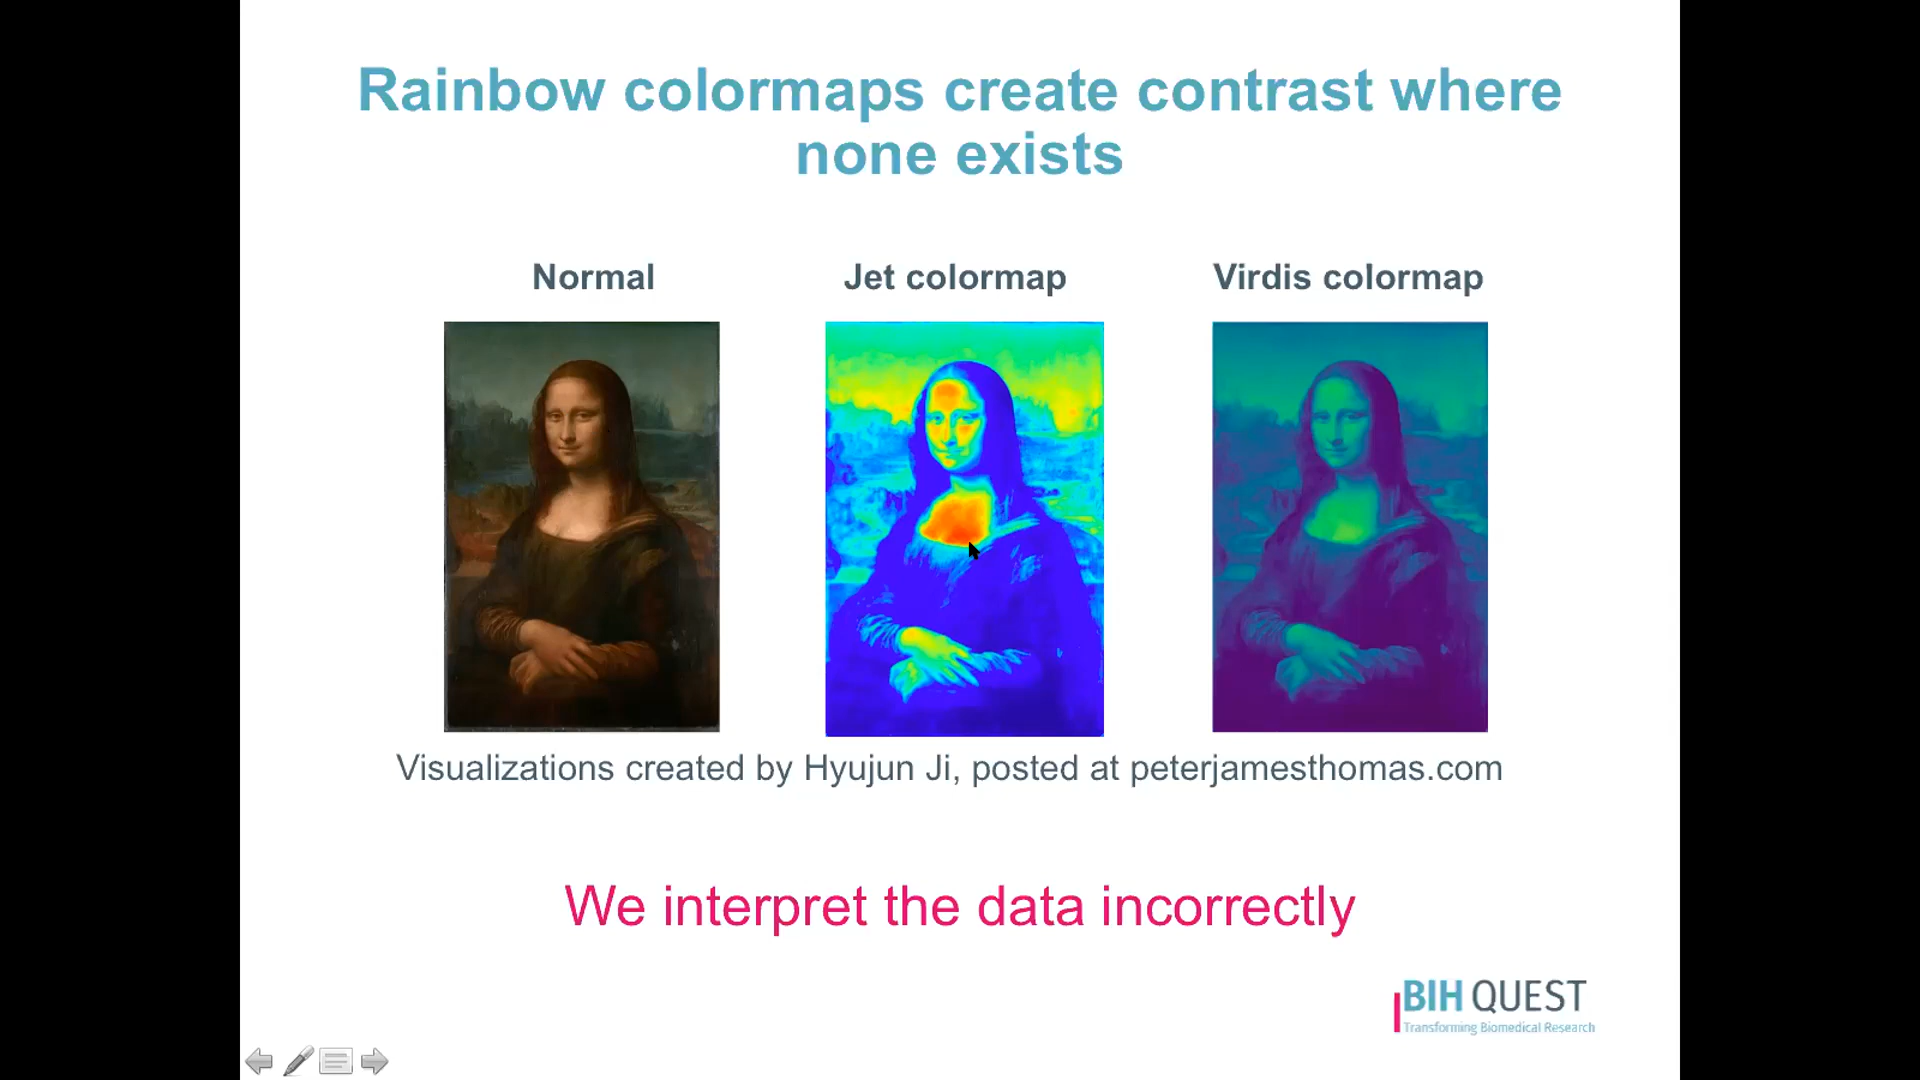 Rainbow colormaps create contrast where
none exists
Normal
Jet colormap
Virdis colormap
Visualizations created by Hyujun Ji, posted at peterjamesthomas.com
We interpret the data incorrectly
BIH QUEST
Transforming Biomedical Research